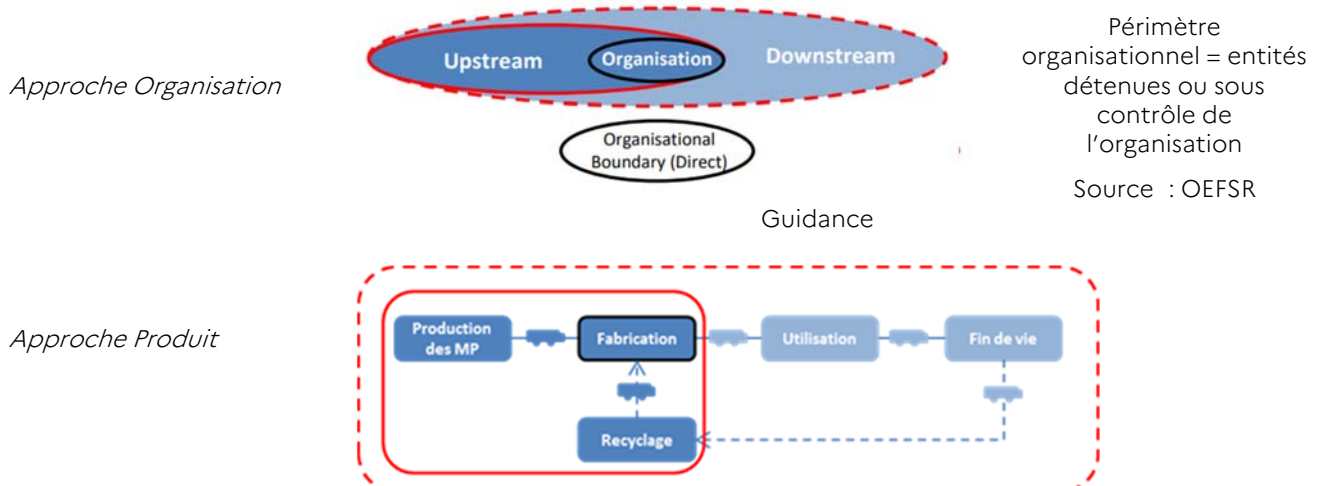 Approche Organisation
Upstream
Organisation
Downstream
Organisational
Boundary (Direct)
Périmètre
organisationnel = entités
détenues ou sous
contrôle de
l'organisation
Source : OEFSR
Guidance
Approche Produit
Production
des MP
Fabrication
Utilisation
Fin de vie
Recyclage